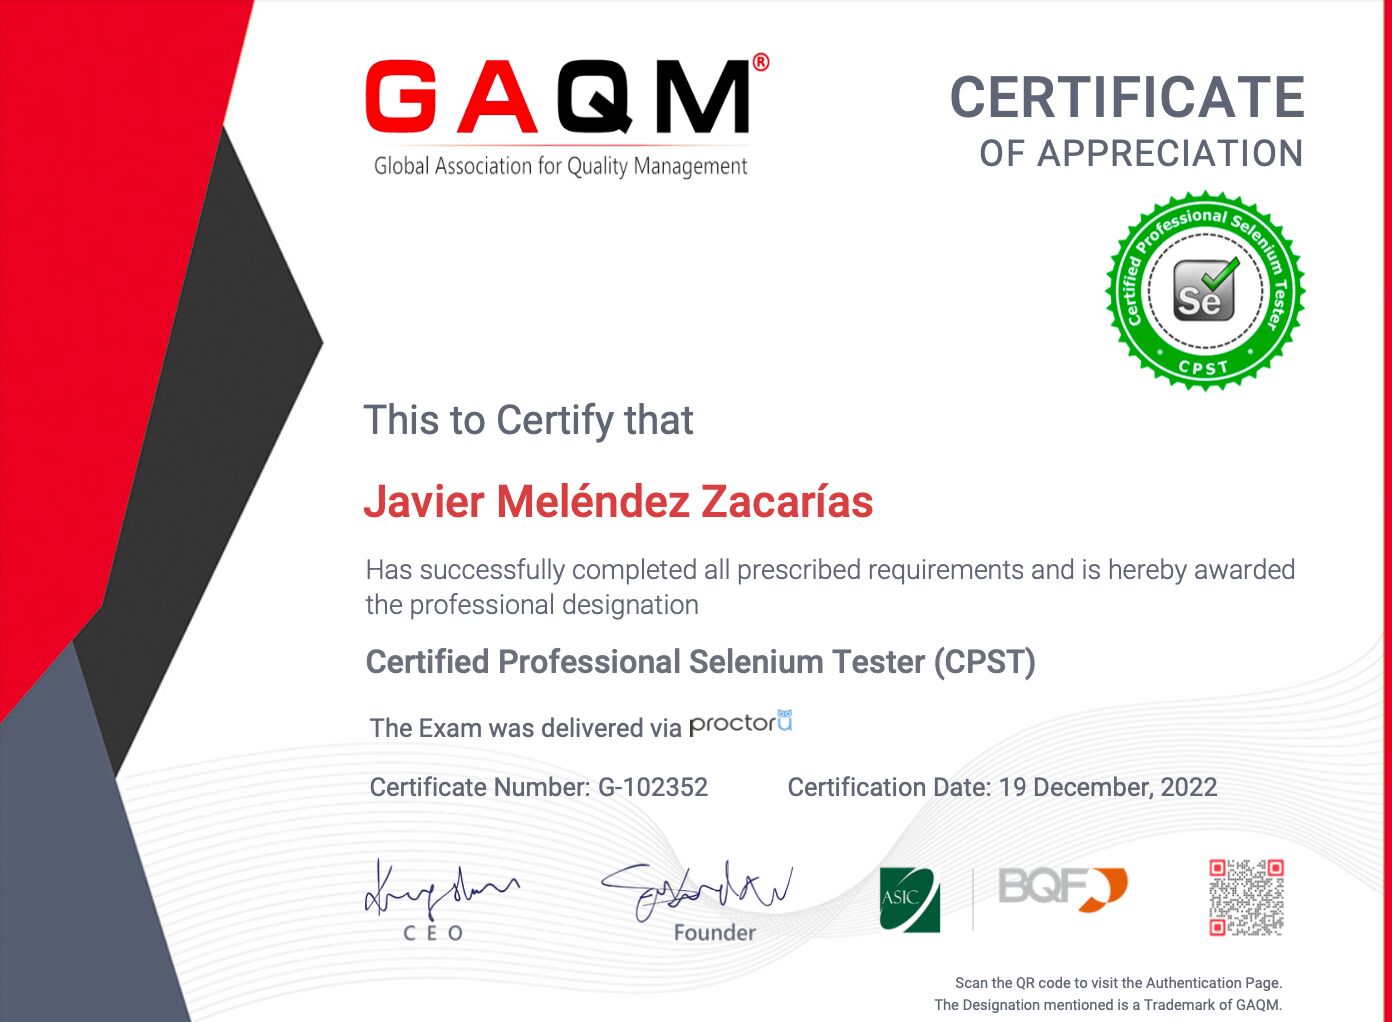 GAQM®
Global Association for Quality Management
CERTIFICATE
OF APPRECIATION
Certified Professional Selenium Tester
Se
* CPST *
This to Certify that
Javier Meléndez Zacarías
Has successfully completed all prescribed requirements and is hereby awarded
the professional designation
Certified Professional Selenium Tester (CPST)
The Exam was delivered via proctoru
Certificate Number: G-102352
Certification Date: 19 December, 2022
CEO
Founder
ASIC
BQF
Scan the QR code to visit the Authentication Page.
The Designation mentioned is a Trademark of GAQM.